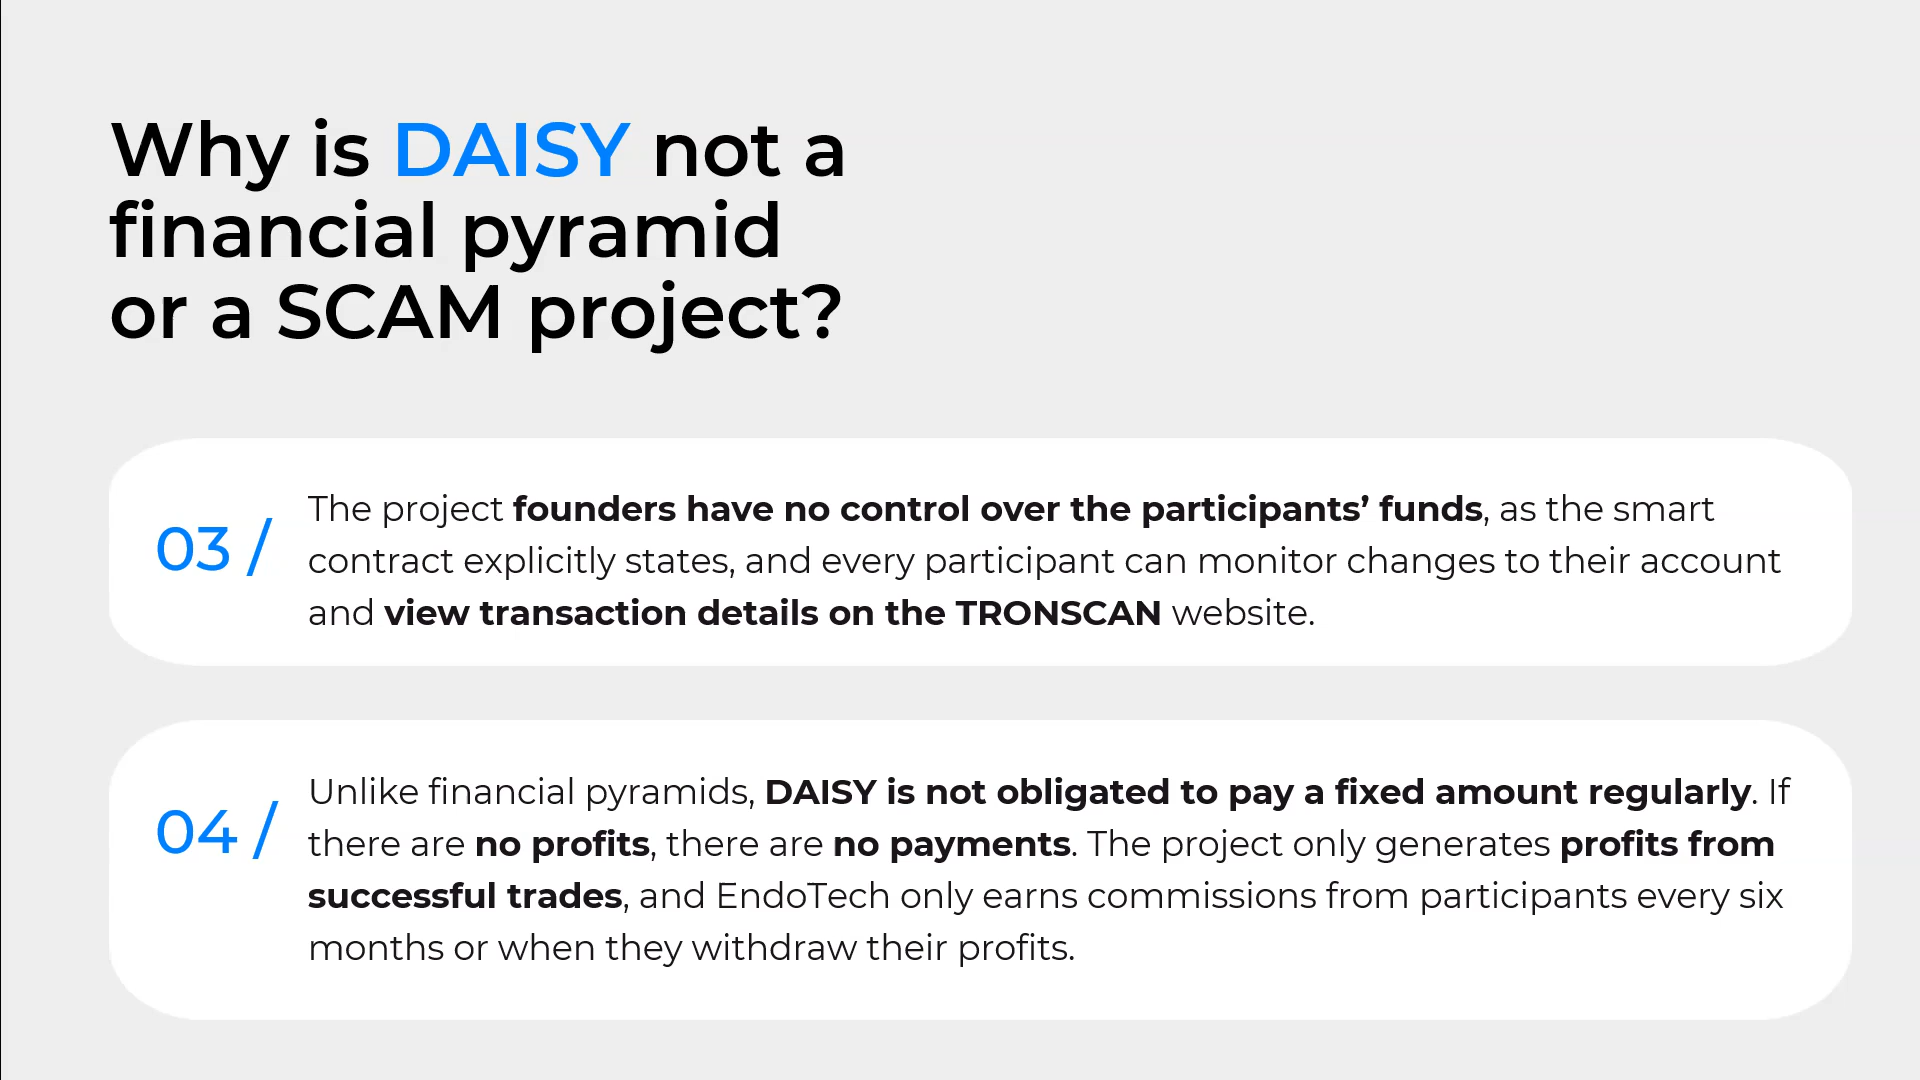 Why is DAISY not a
financial pyramid
or a SCAM project?
03 /
The project founders have no control over the participants’ funds, as the smart
contract explicitly states, and every participant can monitor changes to their account
and view transaction details on the TRONSCAN website.
04 /
Unlike financial pyramids, DAISY is not obligated to pay a fixed amount regularly. If
there are no profits, there are no payments. The project only generates profits from
successful trades, and EndoTech only earns commissions from participants every six
months or when they withdraw their profits.